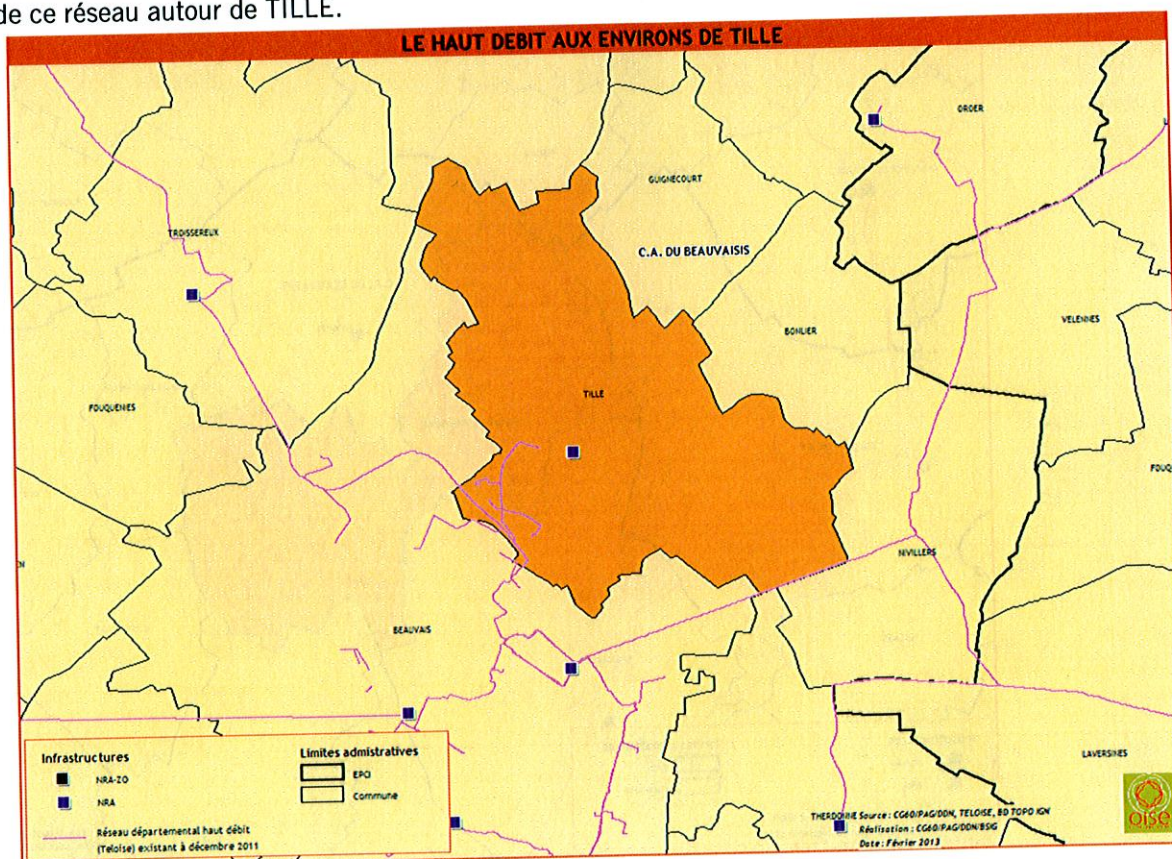 de ce réseau autour de TILLE.
LE HAUT DEBIT AUX ENVIRONS DE TILLE
OROER
GUIGNECOURT
TROISSEREUX
C.A. DU BEAUVAISIS
VELENNES
BONLIER
TILLE
FOUQUENIES
FOUQ
NIVILLERS
BEAUVAIS
LAVERSINES
Infrastructures
NRA-ZO
NRA
Réseau départemental haut débit
(Teloise) existant à décembre 2011
Limites admistratives
EPCI
Commune
THERDONNE
Source : CG60/PAG/DDN, TELOISE, BD TOPO IGN
Réalisation : CG60/PAG/DDN/BSIG
Date : Février 2013
oise